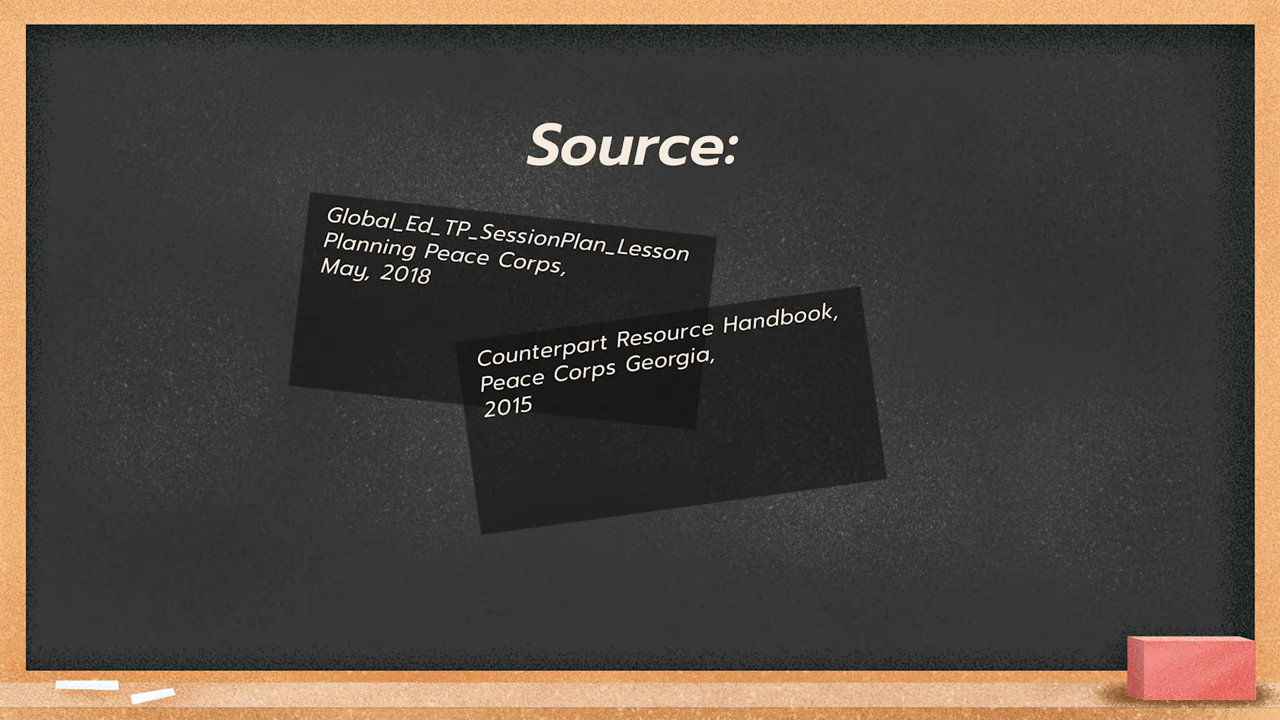 Source:
Global_Ed_TP_SessionPlan_Lesson
Planning Peace Corps,
May, 2018
Counterpart Resource Handbook,
Peace Corps Georgia,
2015